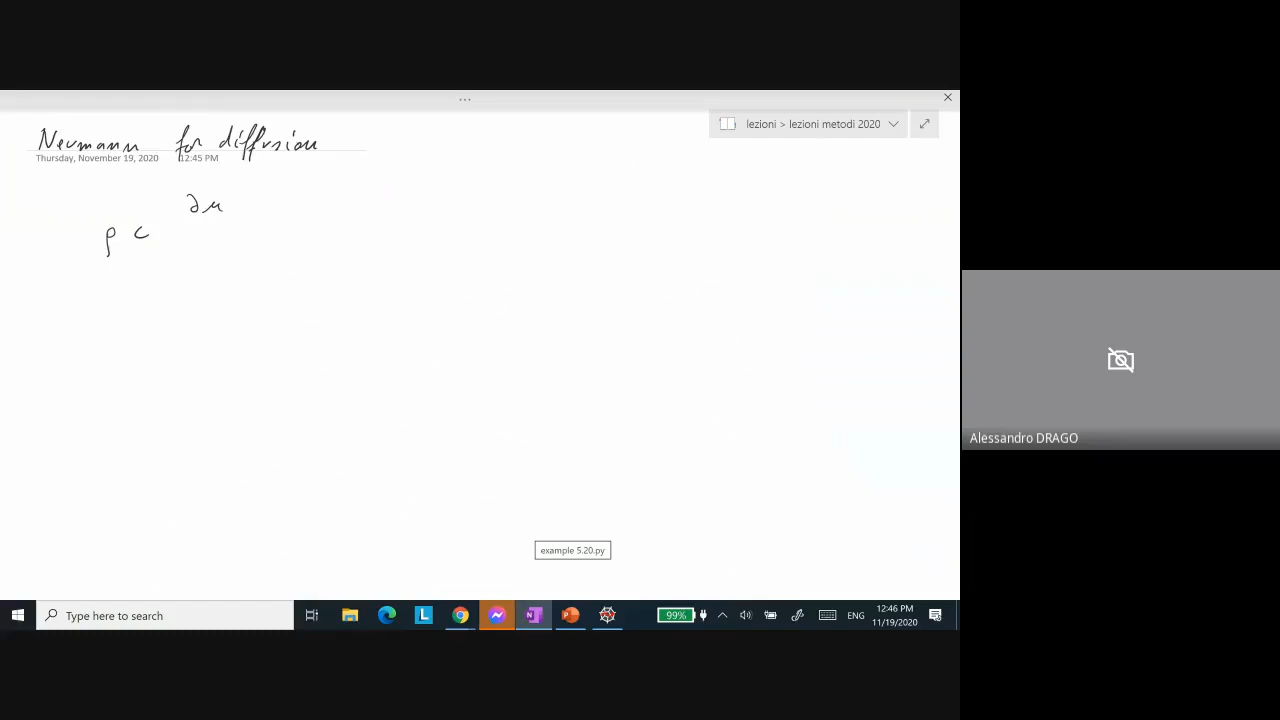 ...
lezioni > lezioni metodi 2020
Neumann for diffusion
Thursday, November 19, 2020 12:45 PM
∂u
ρ c
Alessandro DRAGO
example 5.20.py
Type here to search
L
N
P
99%
ENG
12:46 PM
11/19/2020